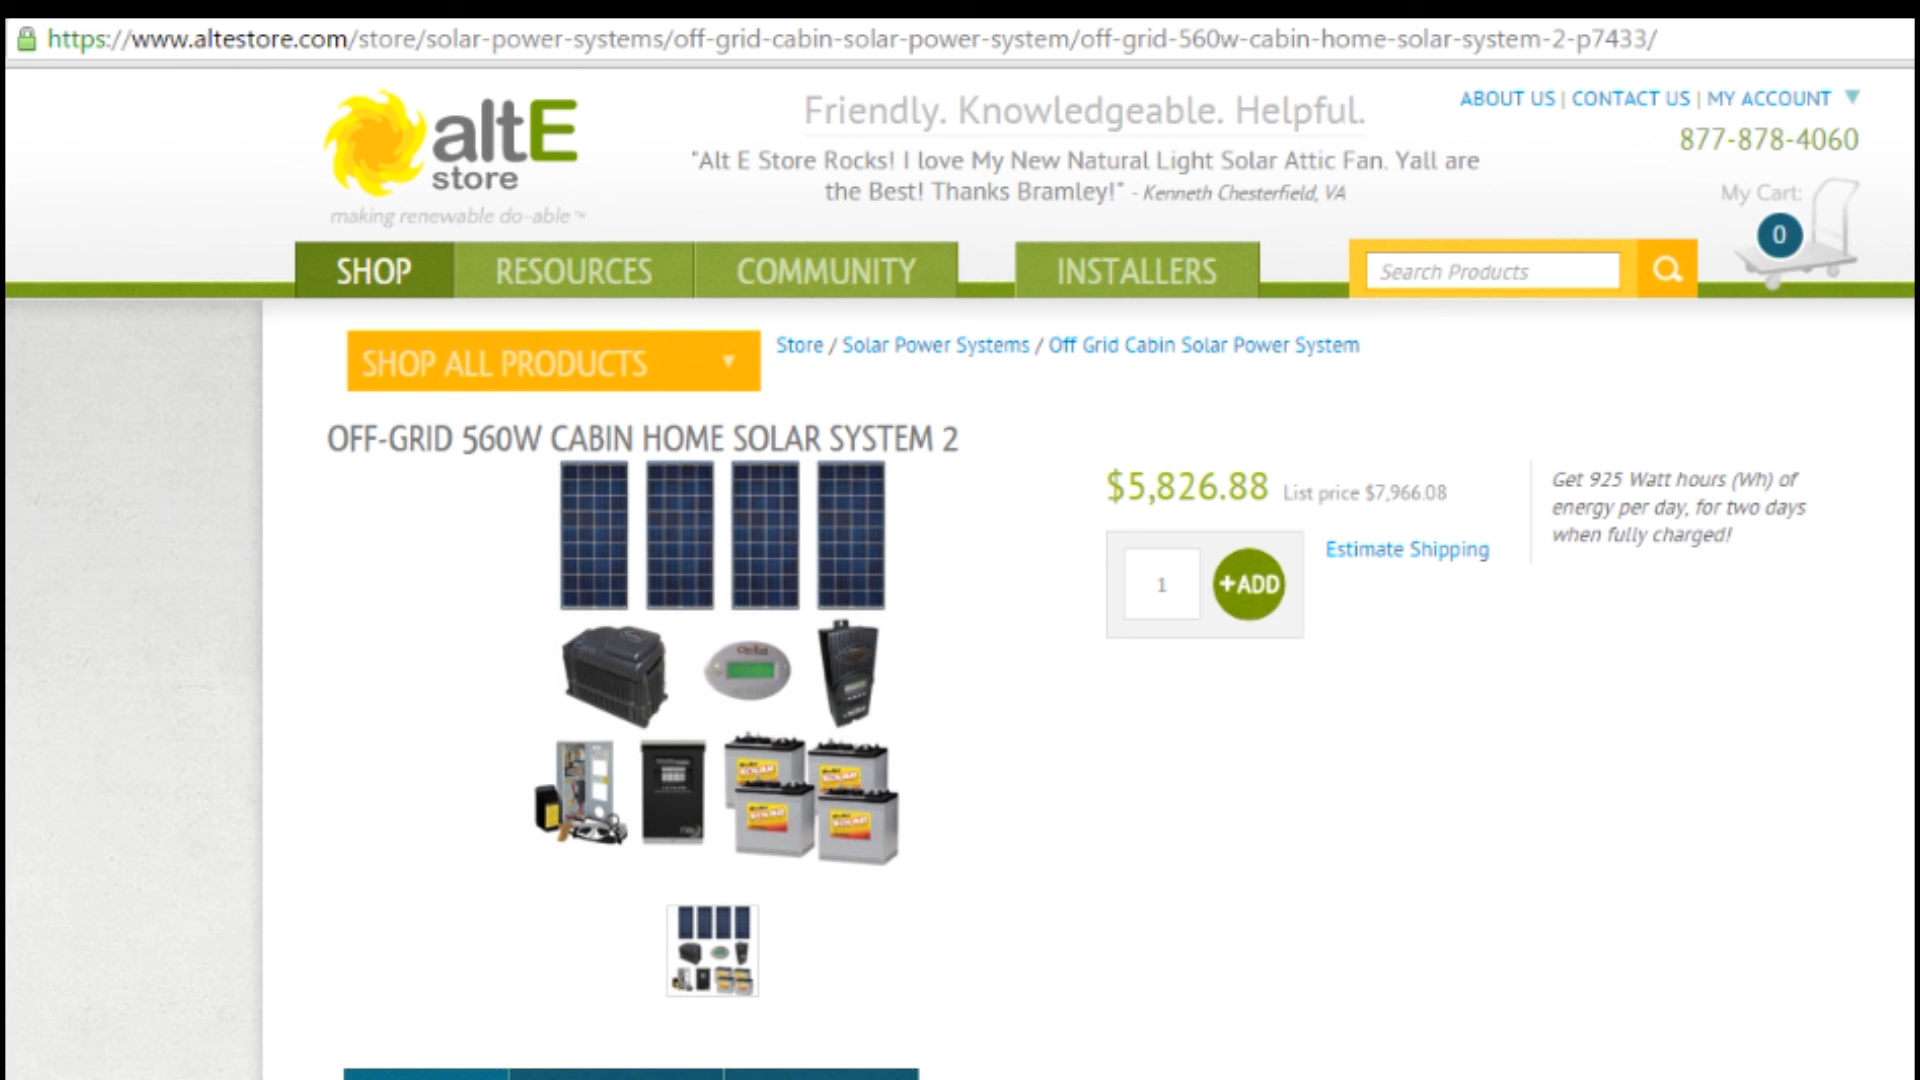 https://www.altestore.com/store/solar-power-systems/off-grid-cabin-solar-power-system/off-grid-560w-cabin-home-solar-system-2-p7433/
altE
store
making renewable do-able™
Friendly. Knowledgeable. Helpful.
"Alt E Store Rocks! I love My New Natural Light Solar Attic Fan. Yall are
the Best! Thanks Bramley!" - Kenneth Chesterfield, VA
ABOUT US | CONTACT US | MY ACCOUNT
877-878-4060
My Cart:
0
SHOP
RESOURCES
COMMUNITY
INSTALLERS
Search Products
SHOP ALL PRODUCTS
Store / Solar Power Systems / Off Grid Cabin Solar Power System
OFF-GRID 560W CABIN HOME SOLAR SYSTEM 2
$5,826.88 List price $7,966.08
1
+ADD
Estimate Shipping
Get 925 Watt hours (Wh) of
energy per day, for two days
when fully charged!
SOLAR
SOLAR
SOLAR
SOLAR